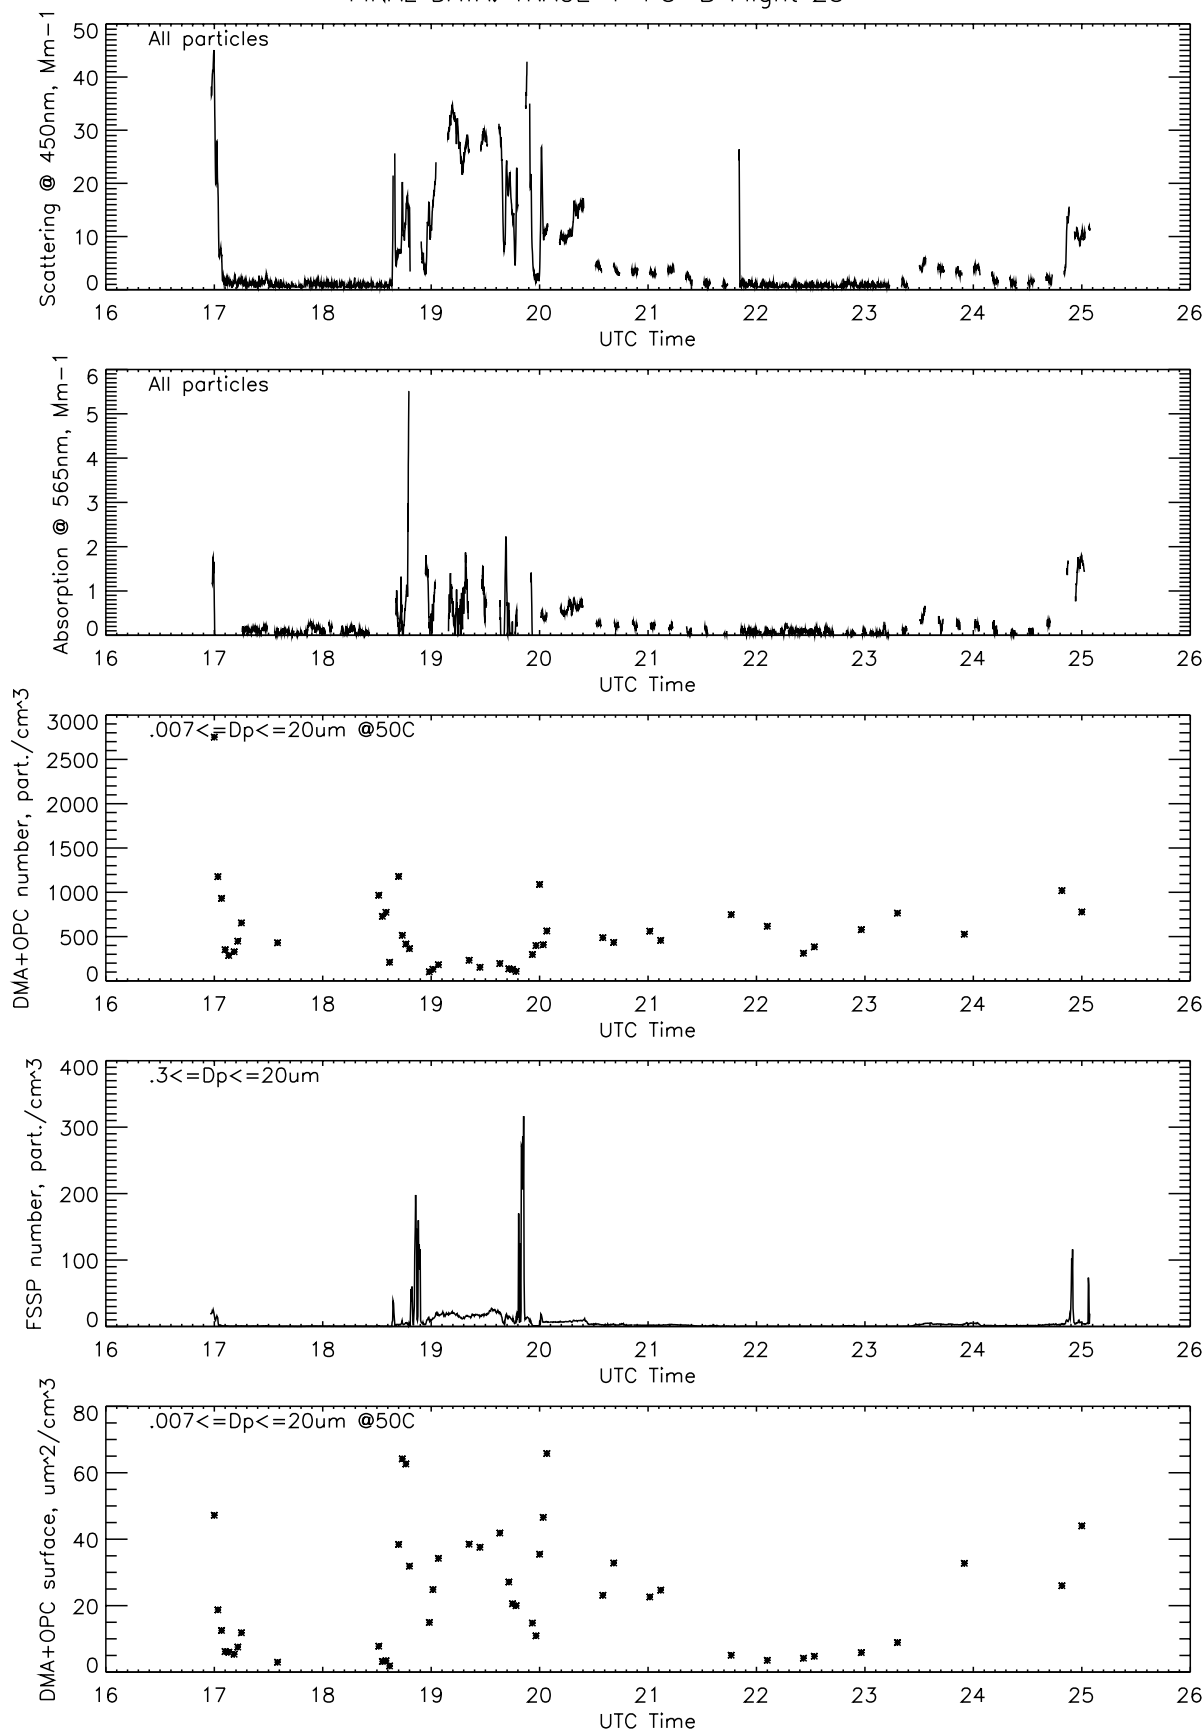 All particles
Scattering @ 450nm, Mm-1
50
40
30
20
10
0
16 17 18 19 20 21 22 23 24 25 26
UTC Time
All particles
Absorption @ 565nm, Mm-1
6
5
4
3
2
1
0
16 17 18 19 20 21 22 23 24 25 26
UTC Time
.007<=Dp<=20um @50C
DMA+OPC number, part./cm^3
3000
2500
2000
1500
1000
500
0
16 17 18 19 20 21 22 23 24 25 26
UTC Time
.3<=Dp<=20um
FSSP number, part./cm^3
400
300
200
100
0
16 17 18 19 20 21 22 23 24 25 26
UTC Time
.007<=Dp<=20um @50C
DMA+OPC surface, um^2/cm^3
80
60
40
20
0
16 17 18 19 20 21 22 23 24 25 26
UTC Time